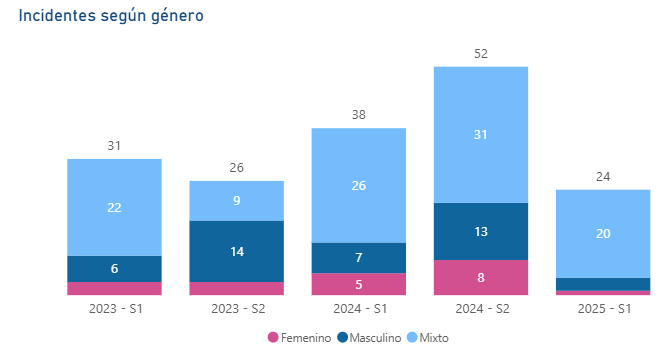 Incidentes según género
31
26
38
52
24
22
9
26
31
20
6
14
7
13
5
8
2023 - S1
2023 - S2
2024 - S1
2024 - S2
2025 - S1
Femenino Masculino Mixto